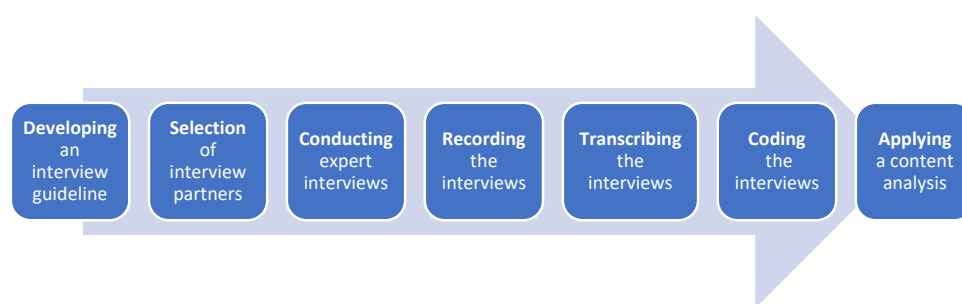 Developing
an
interview
guideline
Selection
of
interview
partners
Conducting
expert
interviews
Recording
the
interviews
Transcribing
the
interviews
Coding
the
interviews
Applying
a content
analysis